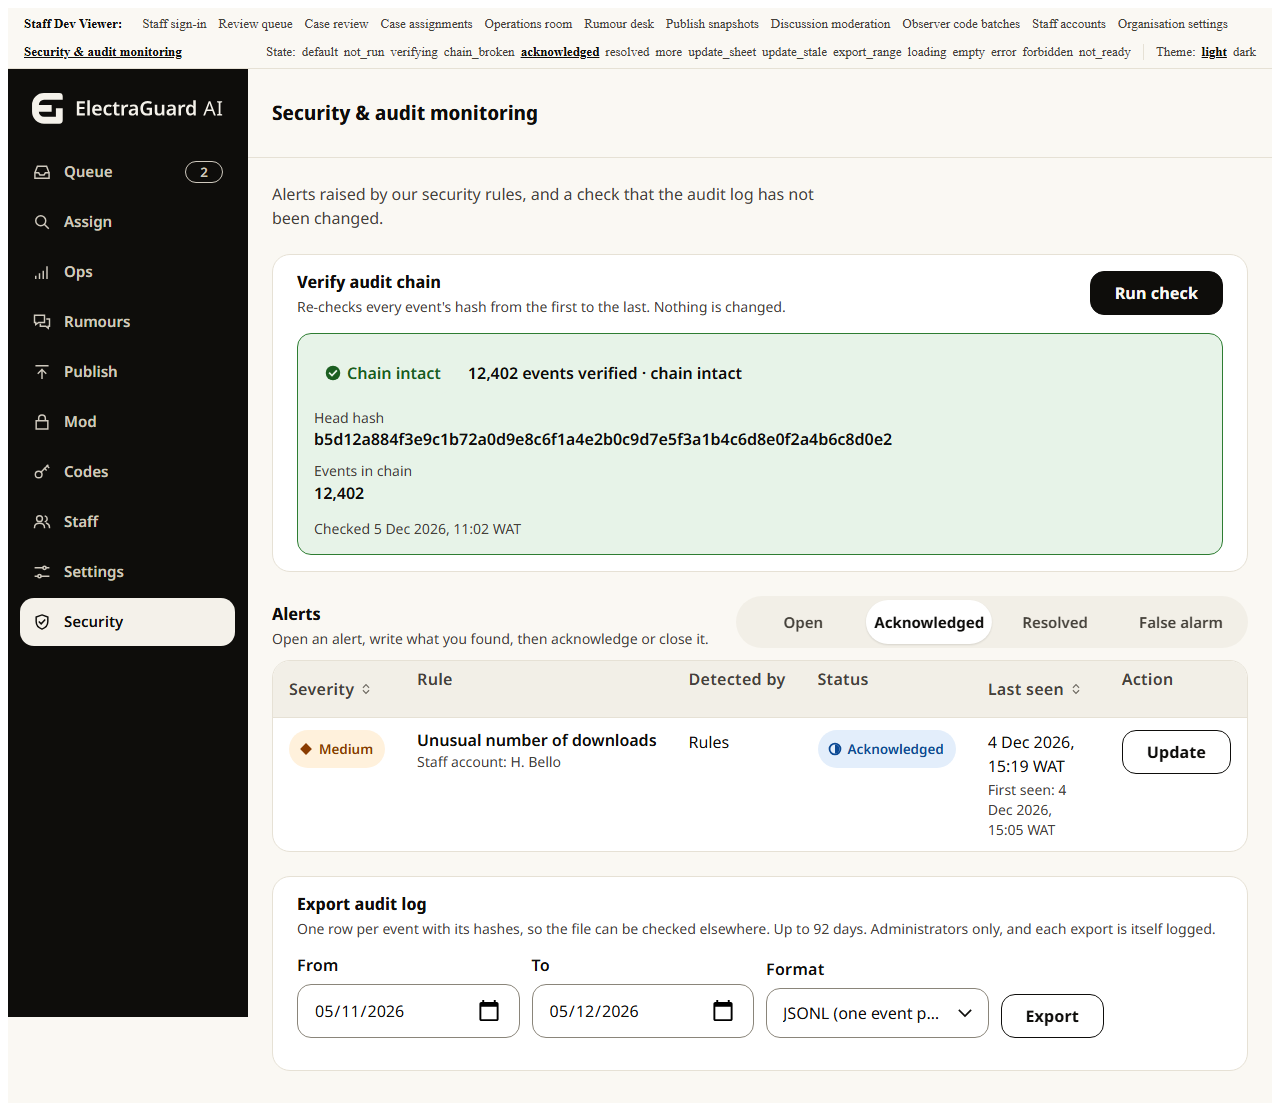 Staff Dev Viewer: Staff sign-in Review queue Case review Case assignments Operations room Rumour desk Publish snapshots Discussion moderation Observer code batches Staff accounts Organisation settings
Security & audit monitoring State: default not_run verifying chain_broken acknowledged resolved more update_sheet update_stale export_range loading empty error forbidden not_ready Theme: light dark
ElectraGuard AI
Queue 2
Assign
Ops
Rumours
Publish
Mod
Codes
Staff
Settings
Security
Security & audit monitoring
Alerts raised by our security rules, and a check that the audit log has not
been changed.
Verify audit chain
Re-checks every event's hash from the first to the last. Nothing is changed.
Run check
Chain intact 12,402 events verified · chain intact
Head hash
b5d12a884f3e9c1b72a0d9e8c6f1a4e2b0c9d7e5f3a1b4c6d8e0f2a4b6c8d0e2
Events in chain
12,402
Checked 5 Dec 2026, 11:02 WAT
Alerts
Open an alert, write what you found, then acknowledge or close it.
Open Acknowledged Resolved False alarm
Severity Rule Detected by Status Last seen Action
Medium Unusual number of downloads Rules Acknowledged 4 Dec 2026, Update
Staff account: H. Bello 15:19 WAT
First seen: 4
Dec 2026,
15:05 WAT
Export audit log
One row per event with its hashes, so the file can be checked elsewhere. Up to 92 days. Administrators only, and each export is itself logged.
From To Format
05/11/2026 05/12/2026 JSONL (one event p... Export